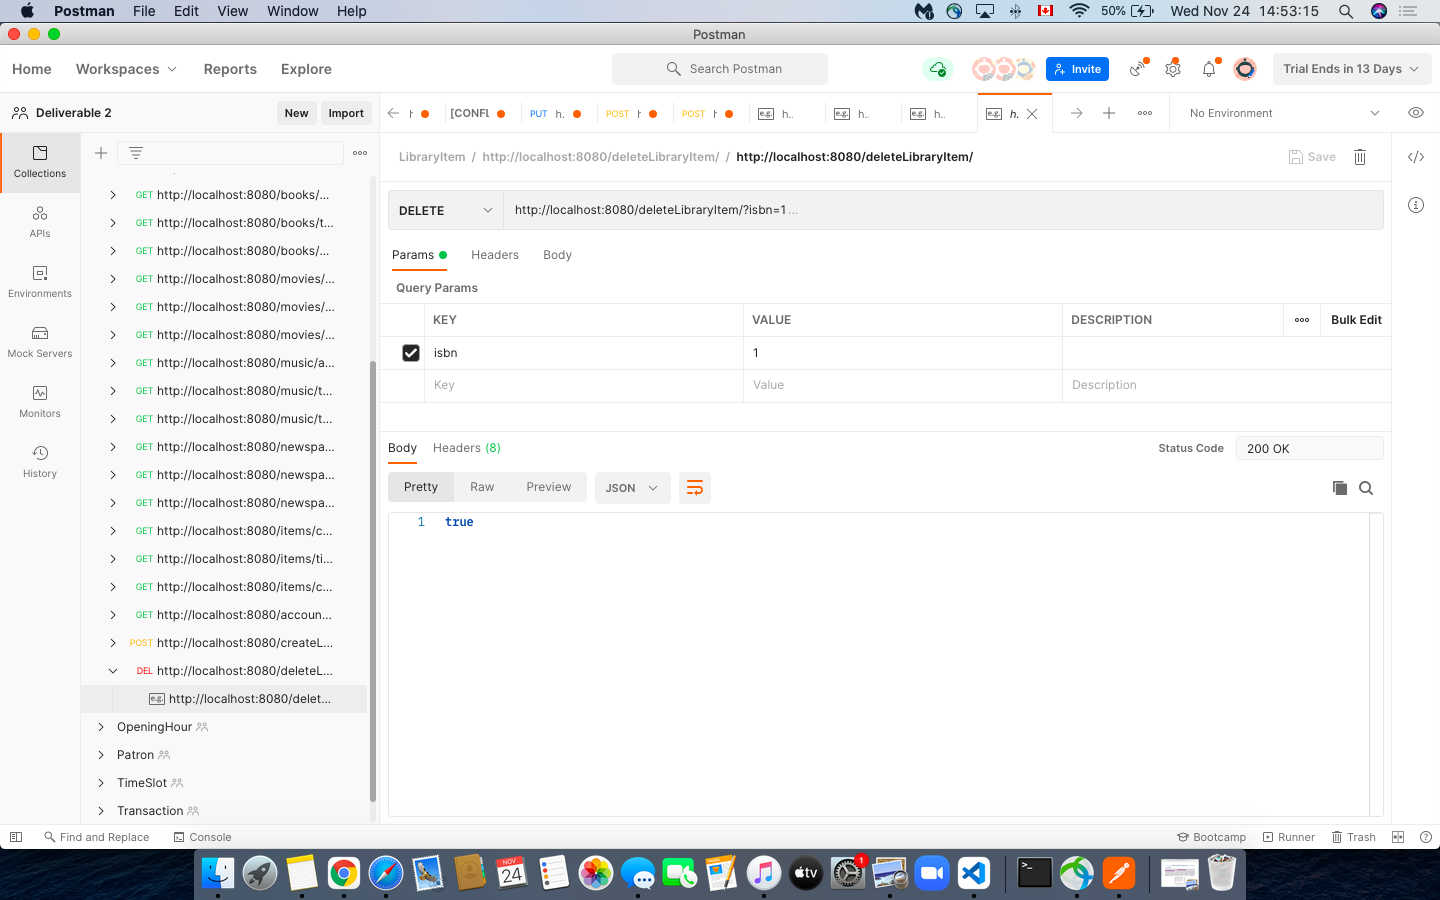 Postman File Edit View Window Help 50% Wed Nov 24 14:53:15
Postman
Home Workspaces Reports Explore Search Postman Invite Trial Ends in 13 Days
Deliverable 2 New Import
h [CONFL PUT h. POST h POST h e.g. h.. e.g. h.. e.g. h.. e.g. h. No Environment
Collections
APIs
Environments
Mock Servers
Monitors
History
GET http://localhost:8080/books/...
GET http://localhost:8080/books/t...
GET http://localhost:8080/books/...
GET http://localhost:8080/movies/...
GET http://localhost:8080/movies/...
GET http://localhost:8080/movies/...
GET http://localhost:8080/music/a...
GET http://localhost:8080/music/t...
GET http://localhost:8080/music/t...
GET http://localhost:8080/newspa...
GET http://localhost:8080/newspa...
GET http://localhost:8080/newspa...
GET http://localhost:8080/items/c...
GET http://localhost:8080/items/ti...
GET http://localhost:8080/items/c...
GET http://localhost:8080/accoun...
POST http://localhost:8080/createL...
DEL http://localhost:8080/deleteL...
e.g. http://localhost:8080/delet...
OpeningHour
Patron
TimeSlot
Transaction
LibraryItem / http://localhost:8080/deleteLibraryItem/ / http://localhost:8080/deleteLibraryItem/ Save
DELETE http://localhost:8080/deleteLibraryItem/?isbn=1...
Params Headers Body
Query Params
KEY VALUE DESCRIPTION Bulk Edit
isbn 1
Key Value Description
Body Headers (8) Status Code 200 OK
Pretty Raw Preview JSON
1 true
Find and Replace Console Bootcamp Runner Trash
NOV
24
tv
1
>_